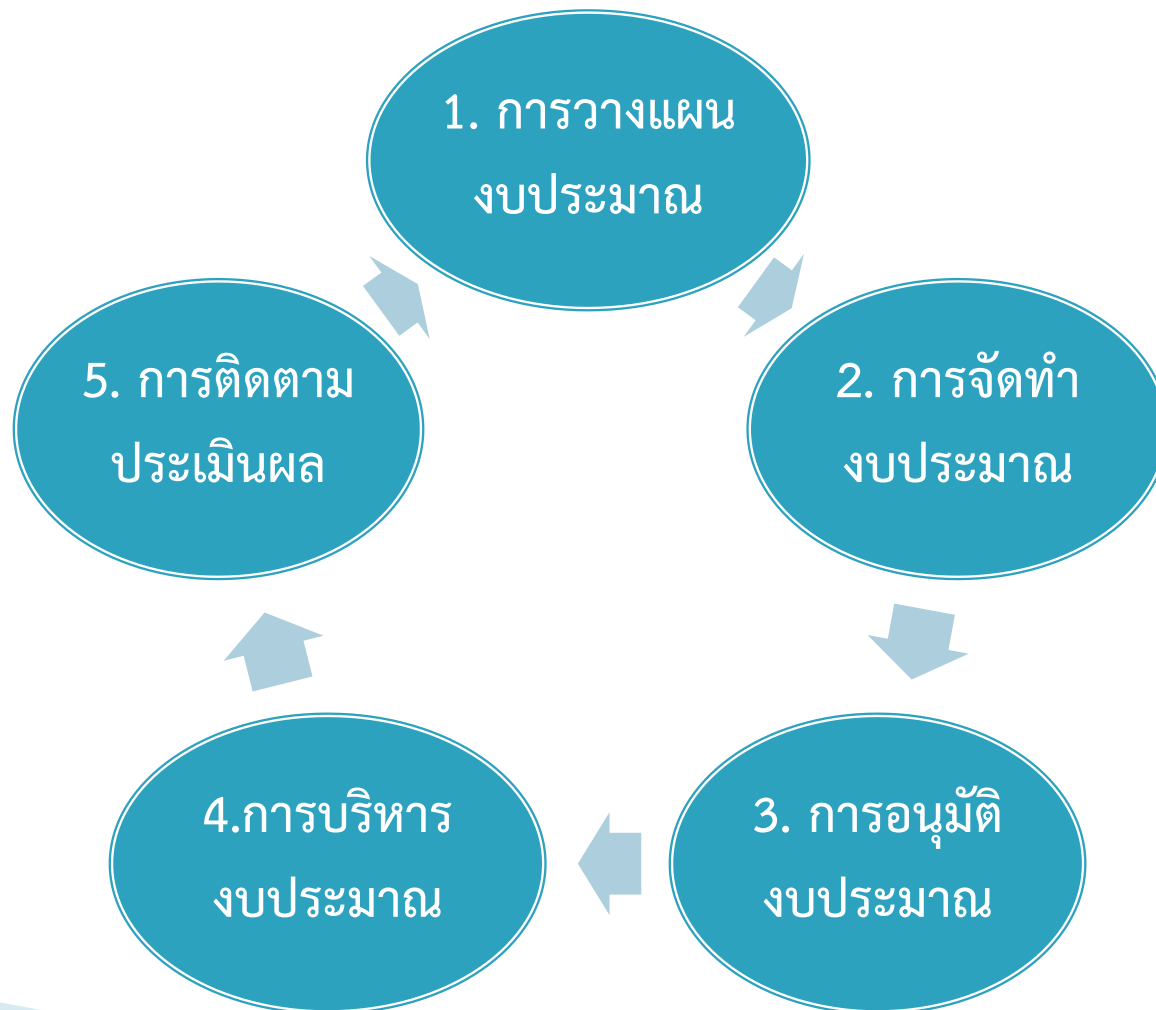 1. การวางแผน
งบประมาณ
2. การจัดทำ
งบประมาณ
3. การอนุมัติ
งบประมาณ
4.การบริหาร
งบประมาณ
5. การติดตาม
ประเมินผล